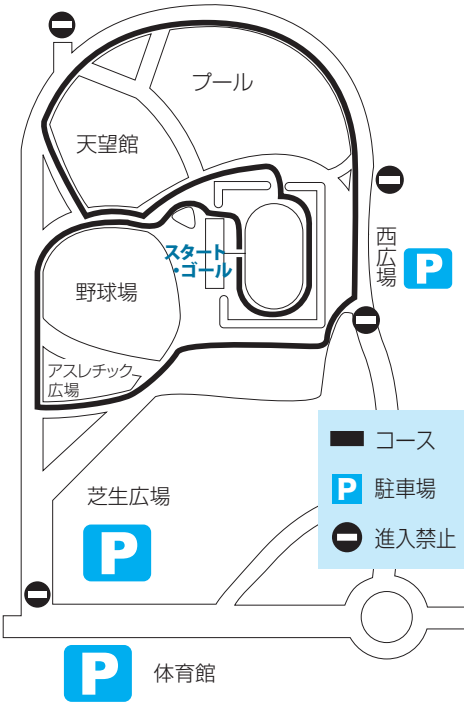 プール
天望館
スタート
・ゴール
西広場
P
野球場
アスレチック
広場
コース
P 駐車場
進入禁止
芝生広場
P
P
体育館